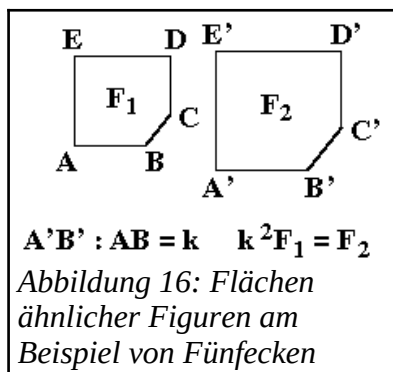 E D E' D'
F₁ F₂
C C'
A B A' B'
A'B' : AB = k k²F₁ = F₂
Abbildung 16: Flächen
ähnlicher Figuren am
Beispiel von Fünfecken